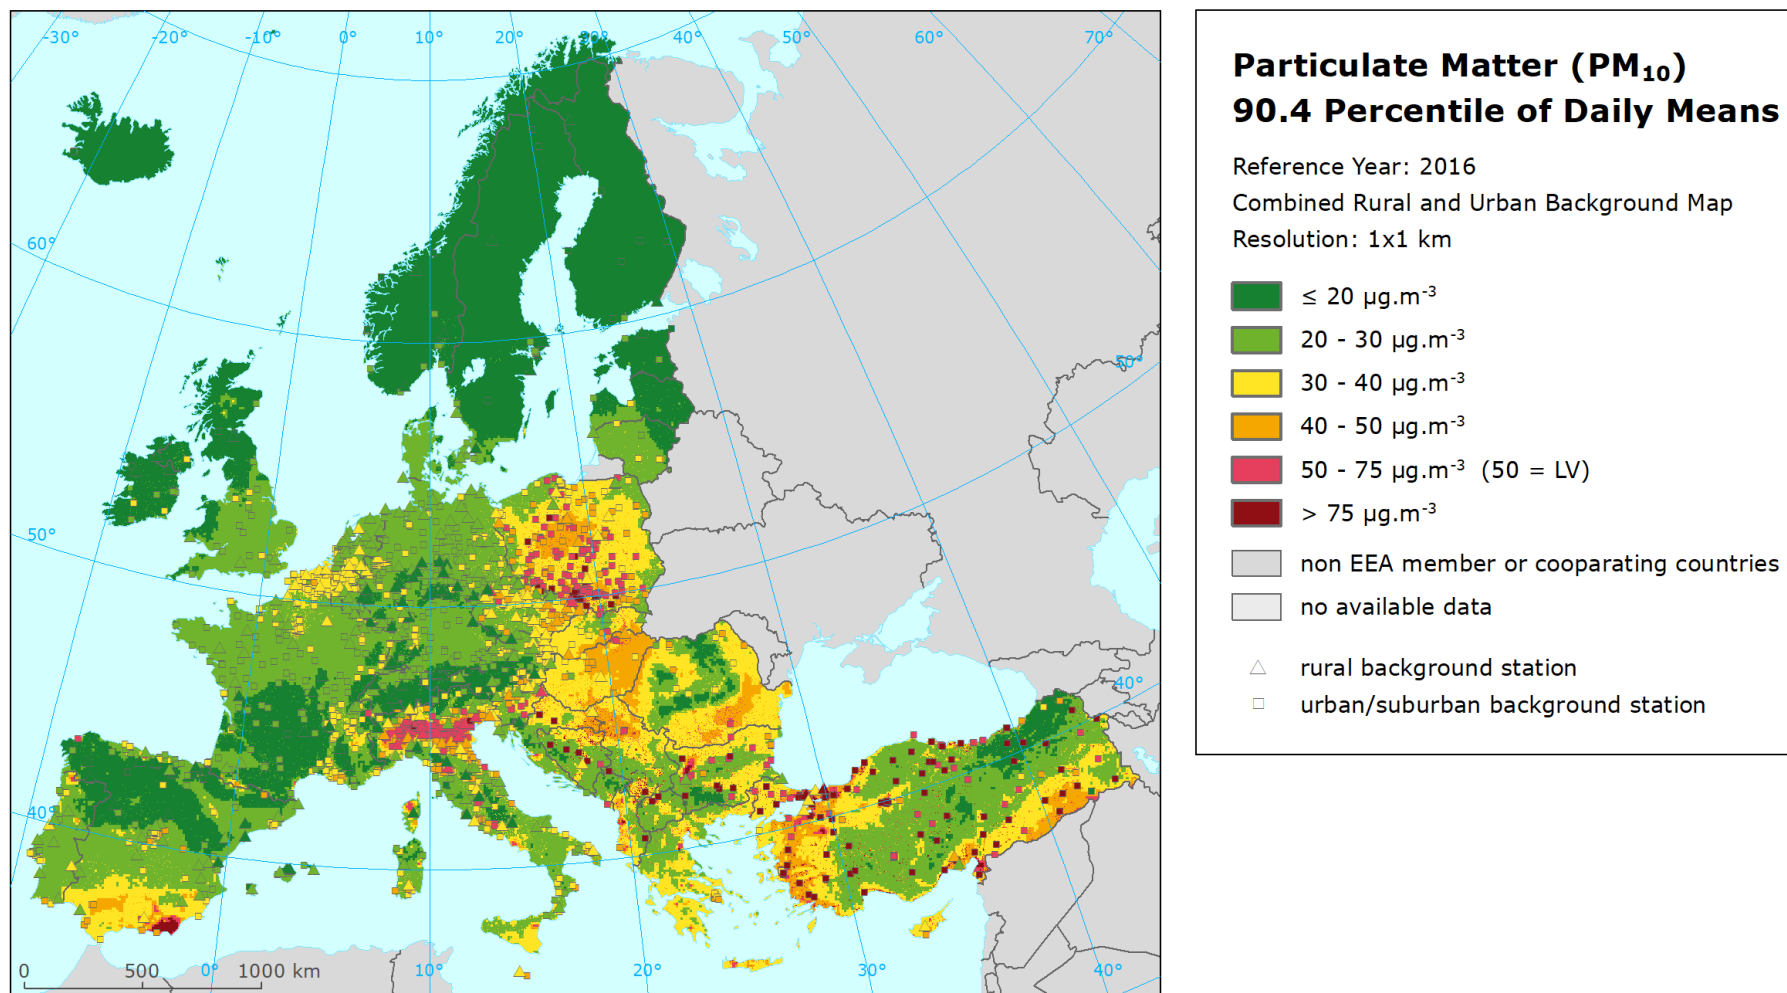 -30°
-20°
-10°
0°
10°
20°
30°
40°
50°
60°
70°
60°
50°
50°
40°
40°
0
500
0°
1000 km
10°
20°
30°
40°
Particulate Matter (PM₁₀)
90.4 Percentile of Daily Means
Reference Year: 2016
Combined Rural and Urban Background Map
Resolution: 1x1 km
≤ 20 µg.m⁻³
20 - 30 µg.m⁻³
30 - 40 µg.m⁻³
40 - 50 µg.m⁻³
50 - 75 µg.m⁻³ (50 = LV)
> 75 µg.m⁻³
non EEA member or cooparating countries
no available data
rural background station
urban/suburban background station